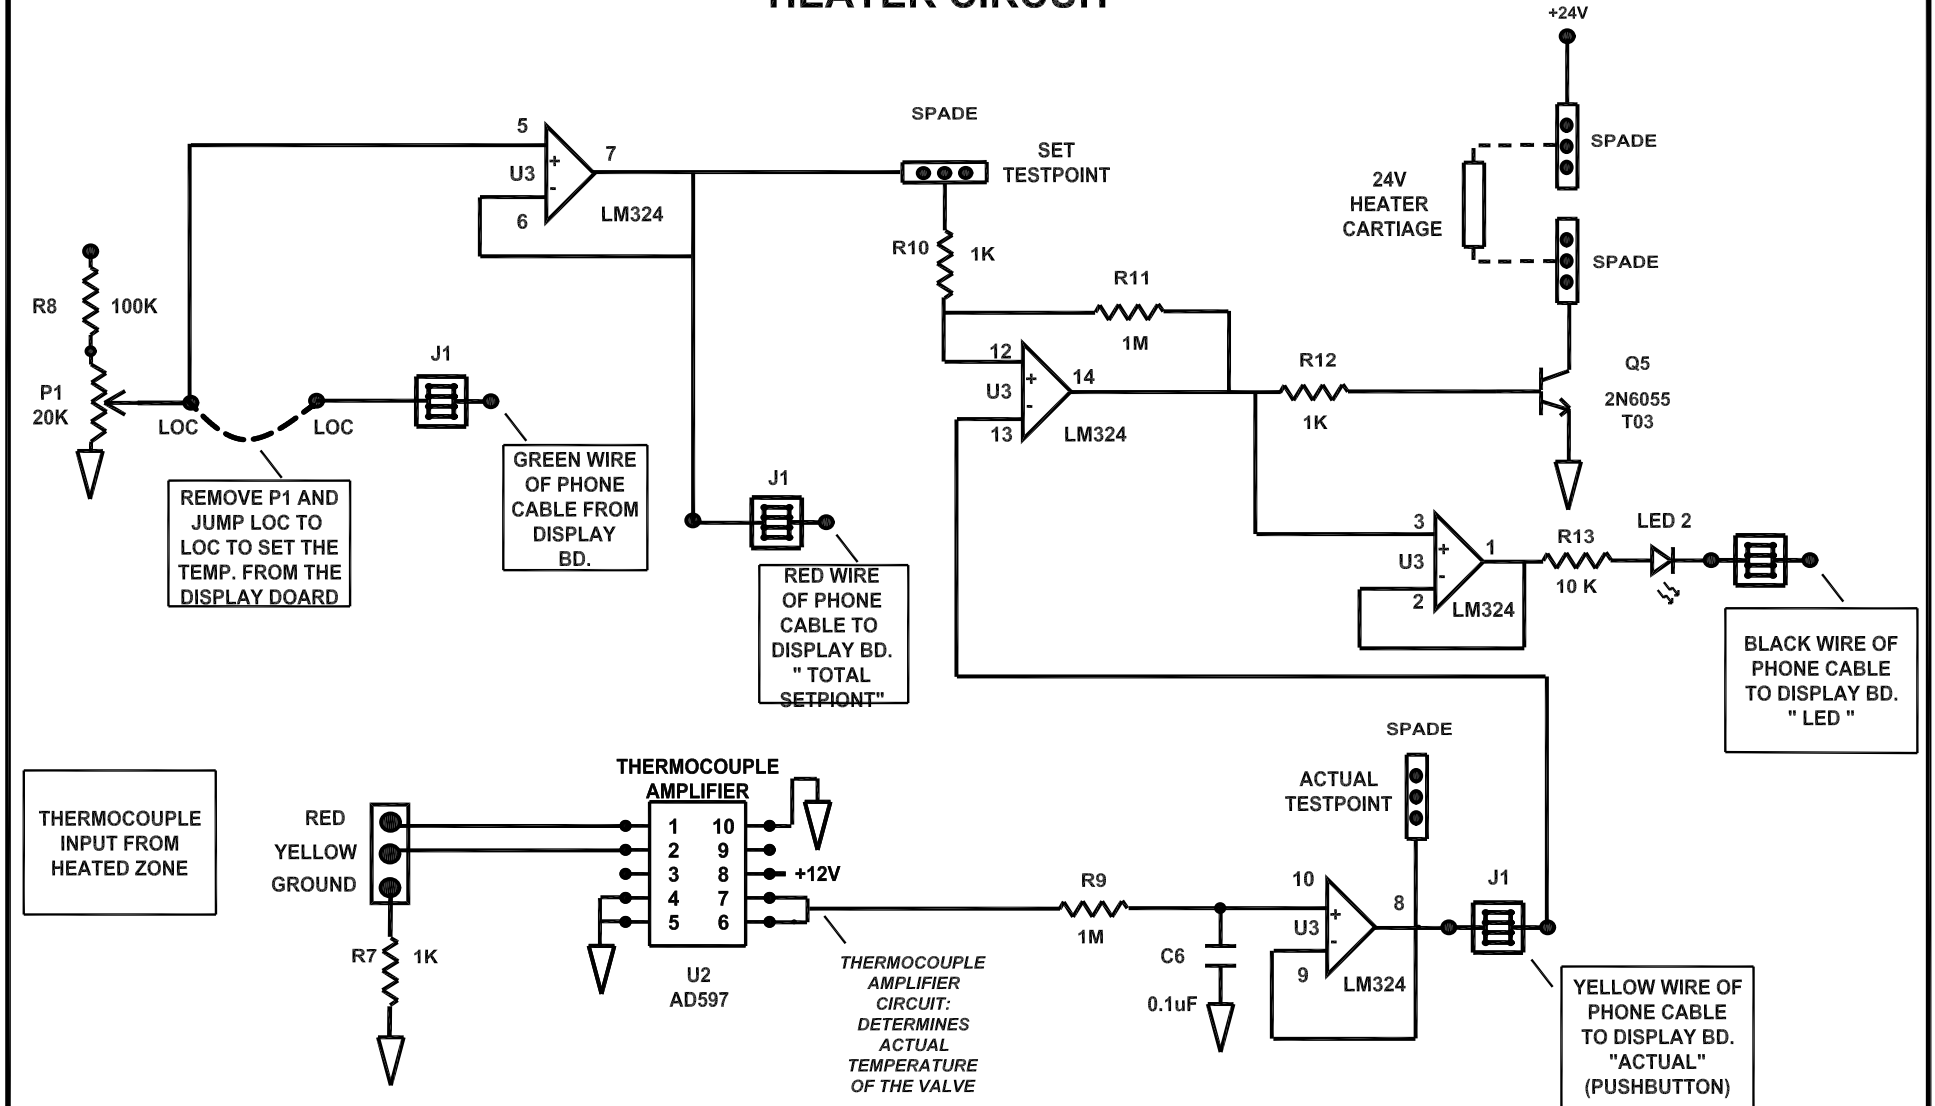 HEATER CIRCUIT
+24V
SPADE
SPADE
24V
HEATER
CARTIAGE
SPADE
SET
TESTPOINT
SPADE
5
+
U3
-
6
7
LM324
R10
1K
R11
1M
R8
100K
P1
20K
LOC
LOC
J1
REMOVE P1 AND
JUMP LOC TO
LOC TO SET THE
TEMP. FROM THE
DISPLAY DOARD
GREEN WIRE
OF PHONE
CABLE FROM
DISPLAY
BD.
J1
RED WIRE
OF PHONE
CABLE TO
DISPLAY BD.
" TOTAL
SETPIONT"
12
+
U3
-
13
14
LM324
R12
1K
Q5
2N6055
T03
3
+
U3
-
2
1
LM324
R13
10 K
LED 2
BLACK WIRE OF
PHONE CABLE
TO DISPLAY BD.
" LED "
THERMOCOUPLE
INPUT FROM
HEATED ZONE
RED
YELLOW
GROUND
R7
1K
THERMOCOUPLE
AMPLIFIER
1 10
2 9
3 8
4 7
5 6
+12V
U2
AD597
THERMOCOUPLE
AMPLIFIER
CIRCUIT:
DETERMINES
ACTUAL
TEMPERATURE
OF THE VALVE
R9
1M
C6
0.1uF
SPADE
ACTUAL
TESTPOINT
10
+
U3
-
9
8
LM324
J1
YELLOW WIRE OF
PHONE CABLE
TO DISPLAY BD.
"ACTUAL"
(PUSHBUTTON)